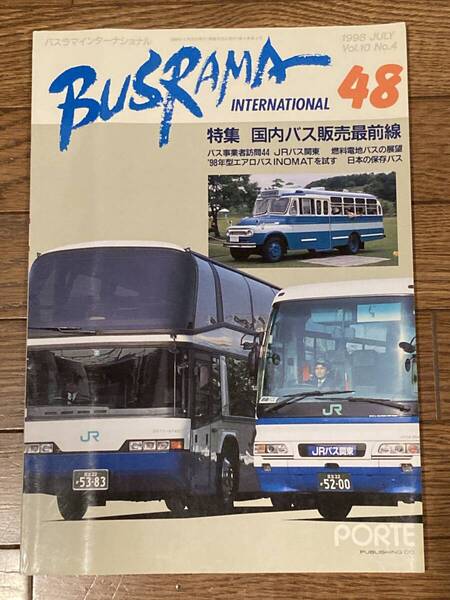 バスラマインターナショナル
1998 JULY
Vol.10 No.4
BUSRAMA
INTERNATIONAL 48
特集 国内バス販売最前線
バス事業者訪問44 JRバス関東 燃料電池バスの展望
'98年型エアロバスINOMATを試す 日本の保存バス
JR
JR
JRバス関東
・・53-83
・・52-00
PORTE
PUBLISHING CO.